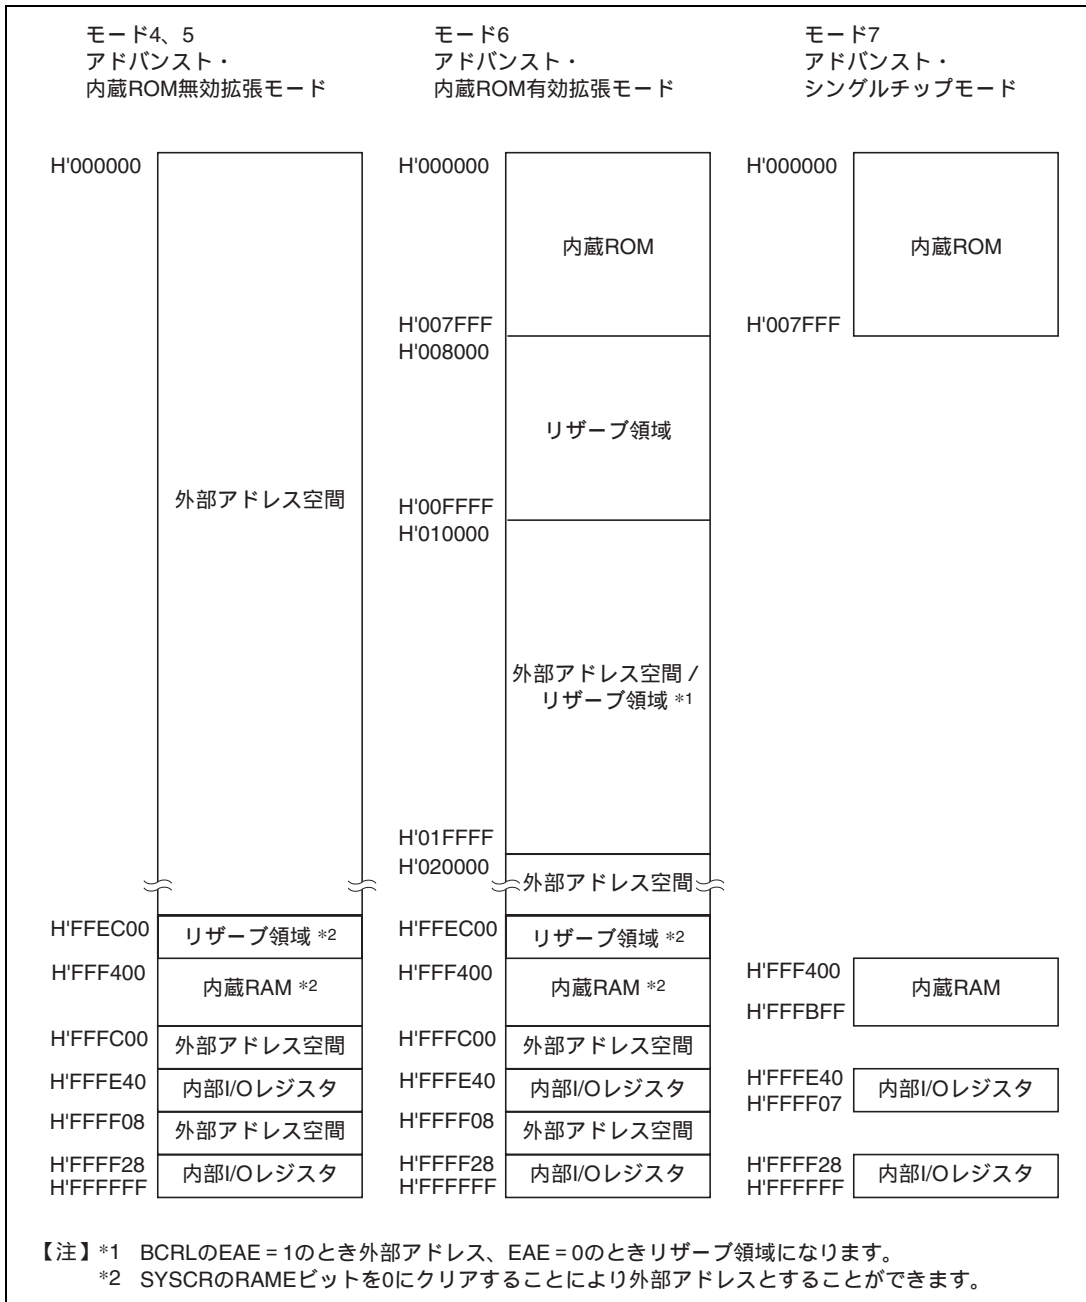 モード4、5
アドバンスト・
内蔵ROM無効拡張モード
H'000000
外部アドレス空間
H'FFEC00
リザーブ領域 *2
H'FFF400
内蔵RAM *2
H'FFFC00
外部アドレス空間
H'FFFE40
内部I/Oレジスタ
H'FFFF08
外部アドレス空間
H'FFFF28
内部I/Oレジスタ
H'FFFFFF
モード6
アドバンスト・
内蔵ROM有効拡張モード
H'000000
内蔵ROM
H'007FFF
H'008000
リザーブ領域
H'00FFFF
H'010000
外部アドレス空間 /
リザーブ領域 *1
H'01FFFF
H'020000
外部アドレス空間
H'FFEC00
リザーブ領域 *2
H'FFF400
内蔵RAM *2
H'FFFC00
外部アドレス空間
H'FFFE40
内部I/Oレジスタ
H'FFFF08
外部アドレス空間
H'FFFF28
内部I/Oレジスタ
H'FFFFFF
モード7
アドバンスト・
シングルチップモード
H'000000
内蔵ROM
H'007FFF
H'FFF400
内蔵RAM
H'FFFBFF
H'FFFE40
内部I/Oレジスタ
H'FFFF07
H'FFFF28
内部I/Oレジスタ
H'FFFFFF
【注】*1 BCRLのEAE = 1のとき外部アドレス、EAE = 0のときリザーブ領域になります。
*2 SYSCRのRAMEビットを0にクリアすることにより外部アドレスとすることができます。